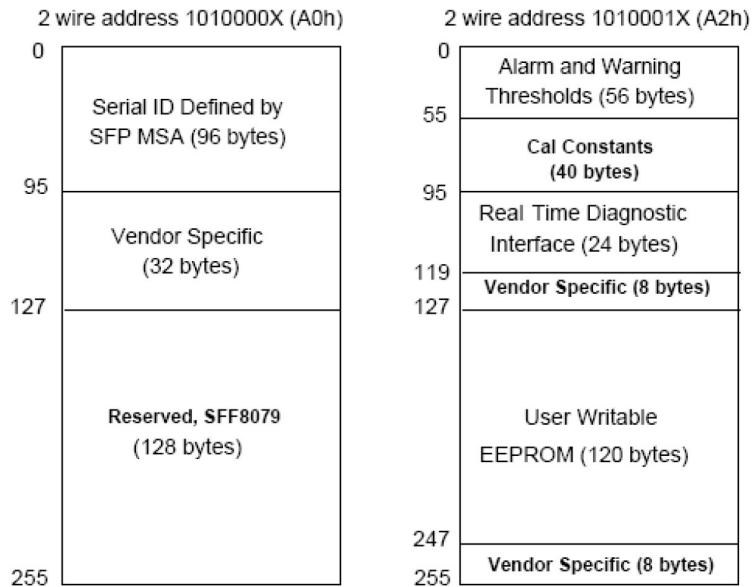 2 wire address 1010000X (A0h)
0
Serial ID Defined by
SFP MSA (96 bytes)
95
Vendor Specific
(32 bytes)
127
Reserved, SFF8079
(128 bytes)
255
2 wire address 1010001X (A2h)
0
Alarm and Warning
Thresholds (56 bytes)
55
Cal Constants
(40 bytes)
95
Real Time Diagnostic
Interface (24 bytes)
119
Vendor Specific (8 bytes)
127
User Writable
EEPROM (120 bytes)
247
Vendor Specific (8 bytes)
255